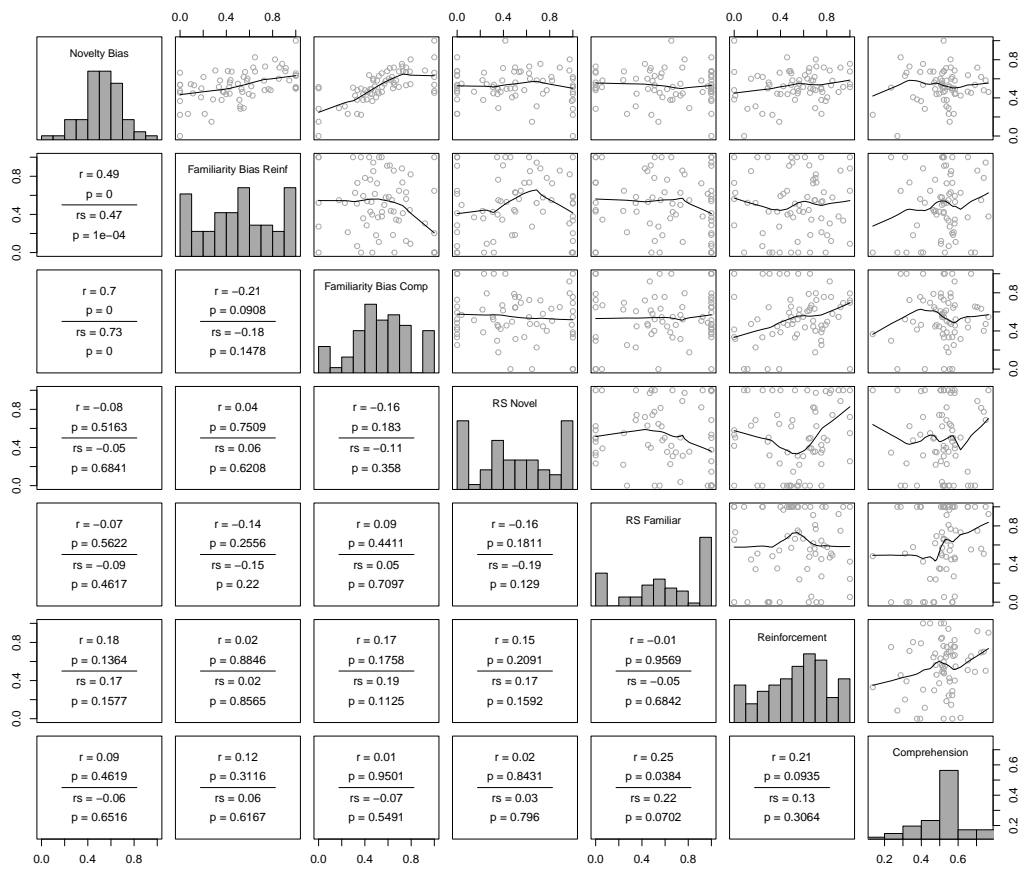 0.0 0.4 0.8 0.0 0.4 0.8 0.0 0.4 0.8
Novelty Bias
0.0 0.4 0.8
0.0 0.4 0.8
r = 0.49
p = 0
rs = 0.47
p = 1e−04
Familiarity Bias Reinf
r = 0.7
p = 0
rs = 0.73
p = 0
r = −0.21
p = 0.0908
rs = −0.18
p = 0.1478
Familiarity Bias Comp
0.0 0.4 0.8
0.0 0.4 0.8
r = −0.08
p = 0.5163
rs = −0.05
p = 0.6841
r = 0.04
p = 0.7509
rs = 0.06
p = 0.6208
r = −0.16
p = 0.183
rs = −0.11
p = 0.358
RS Novel
r = −0.07
p = 0.5622
rs = −0.09
p = 0.4617
r = −0.14
p = 0.2556
rs = −0.15
p = 0.22
r = 0.09
p = 0.4411
rs = 0.05
p = 0.7097
r = −0.16
p = 0.1811
rs = −0.19
p = 0.129
RS Familiar
0.0 0.4 0.8
0.0 0.4 0.8
r = 0.18
p = 0.1364
rs = 0.17
p = 0.1577
r = 0.02
p = 0.8846
rs = 0.02
p = 0.8565
r = 0.17
p = 0.1758
rs = 0.19
p = 0.1125
r = 0.15
p = 0.2091
rs = 0.17
p = 0.1592
r = −0.01
p = 0.9569
rs = −0.05
p = 0.6842
Reinforcement
r = 0.09
p = 0.4619
rs = −0.06
p = 0.6516
r = 0.12
p = 0.3116
rs = 0.06
p = 0.6167
r = 0.01
p = 0.9501
rs = −0.07
p = 0.5491
r = 0.02
p = 0.8431
rs = 0.03
p = 0.796
r = 0.25
p = 0.0384
rs = 0.22
p = 0.0702
r = 0.21
p = 0.0935
rs = 0.13
p = 0.3064
Comprehension
0.2 0.4 0.6
0.0 0.4 0.8 0.0 0.4 0.8 0.0 0.4 0.8 0.2 0.4 0.6